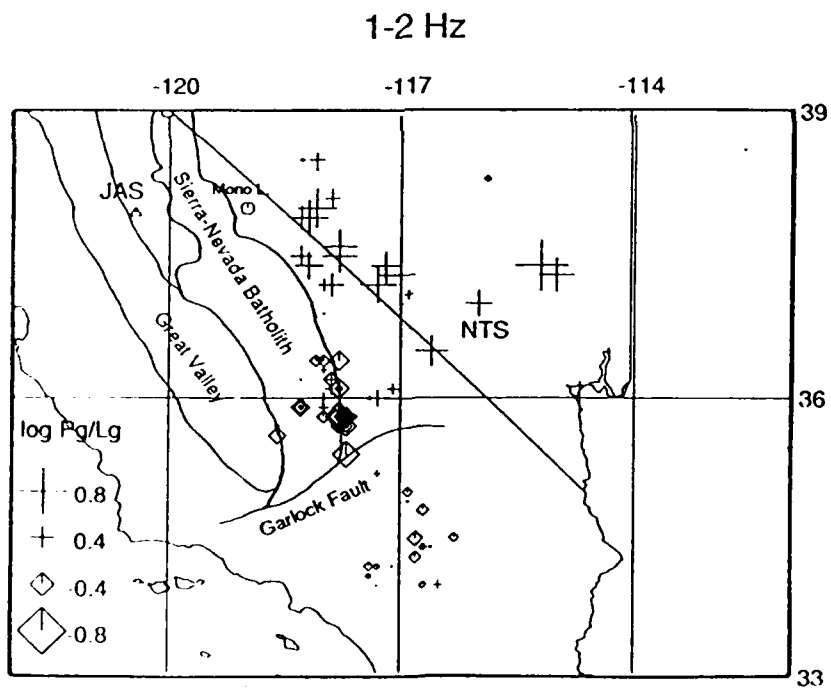 1-2 Hz
-120 -117 -114
39
JAS
Mono L.
Sierra-Nevada Batholith
NTS
Great Valley
36
log Pg/Lg
0.8
Garlock Fault
0.4
-0.4
-0.8
33